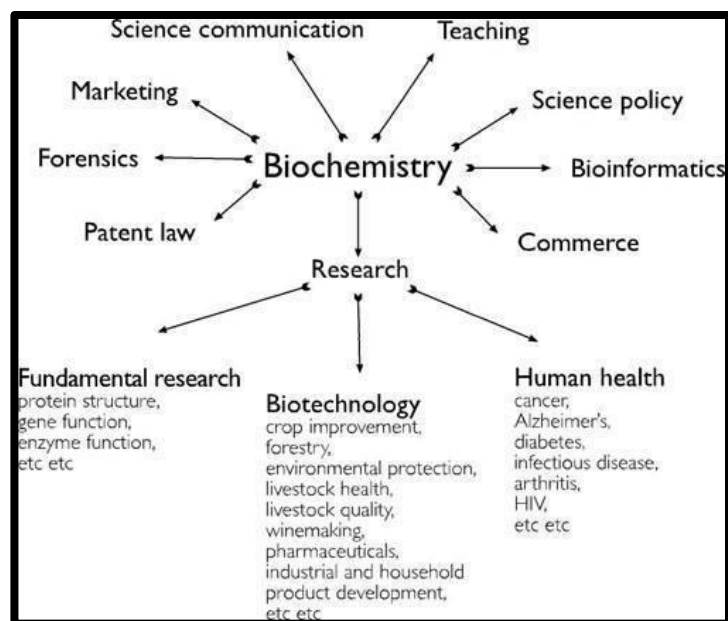 Science communication
Teaching
Marketing
Science policy
Forensics
Biochemistry
Bioinformatics
Patent law
Commerce
Research
Fundamental research
protein structure,
gene function,
enzyme function,
etc etc
Biotechnology
crop improvement,
forestry,
environmental protection,
livestock health,
livestock quality,
winemaking,
pharmaceuticals,
industrial and household
product development,
etc etc
Human health
cancer,
Alzheimer's,
diabetes,
infectious disease,
arthritis,
HIV,
etc etc